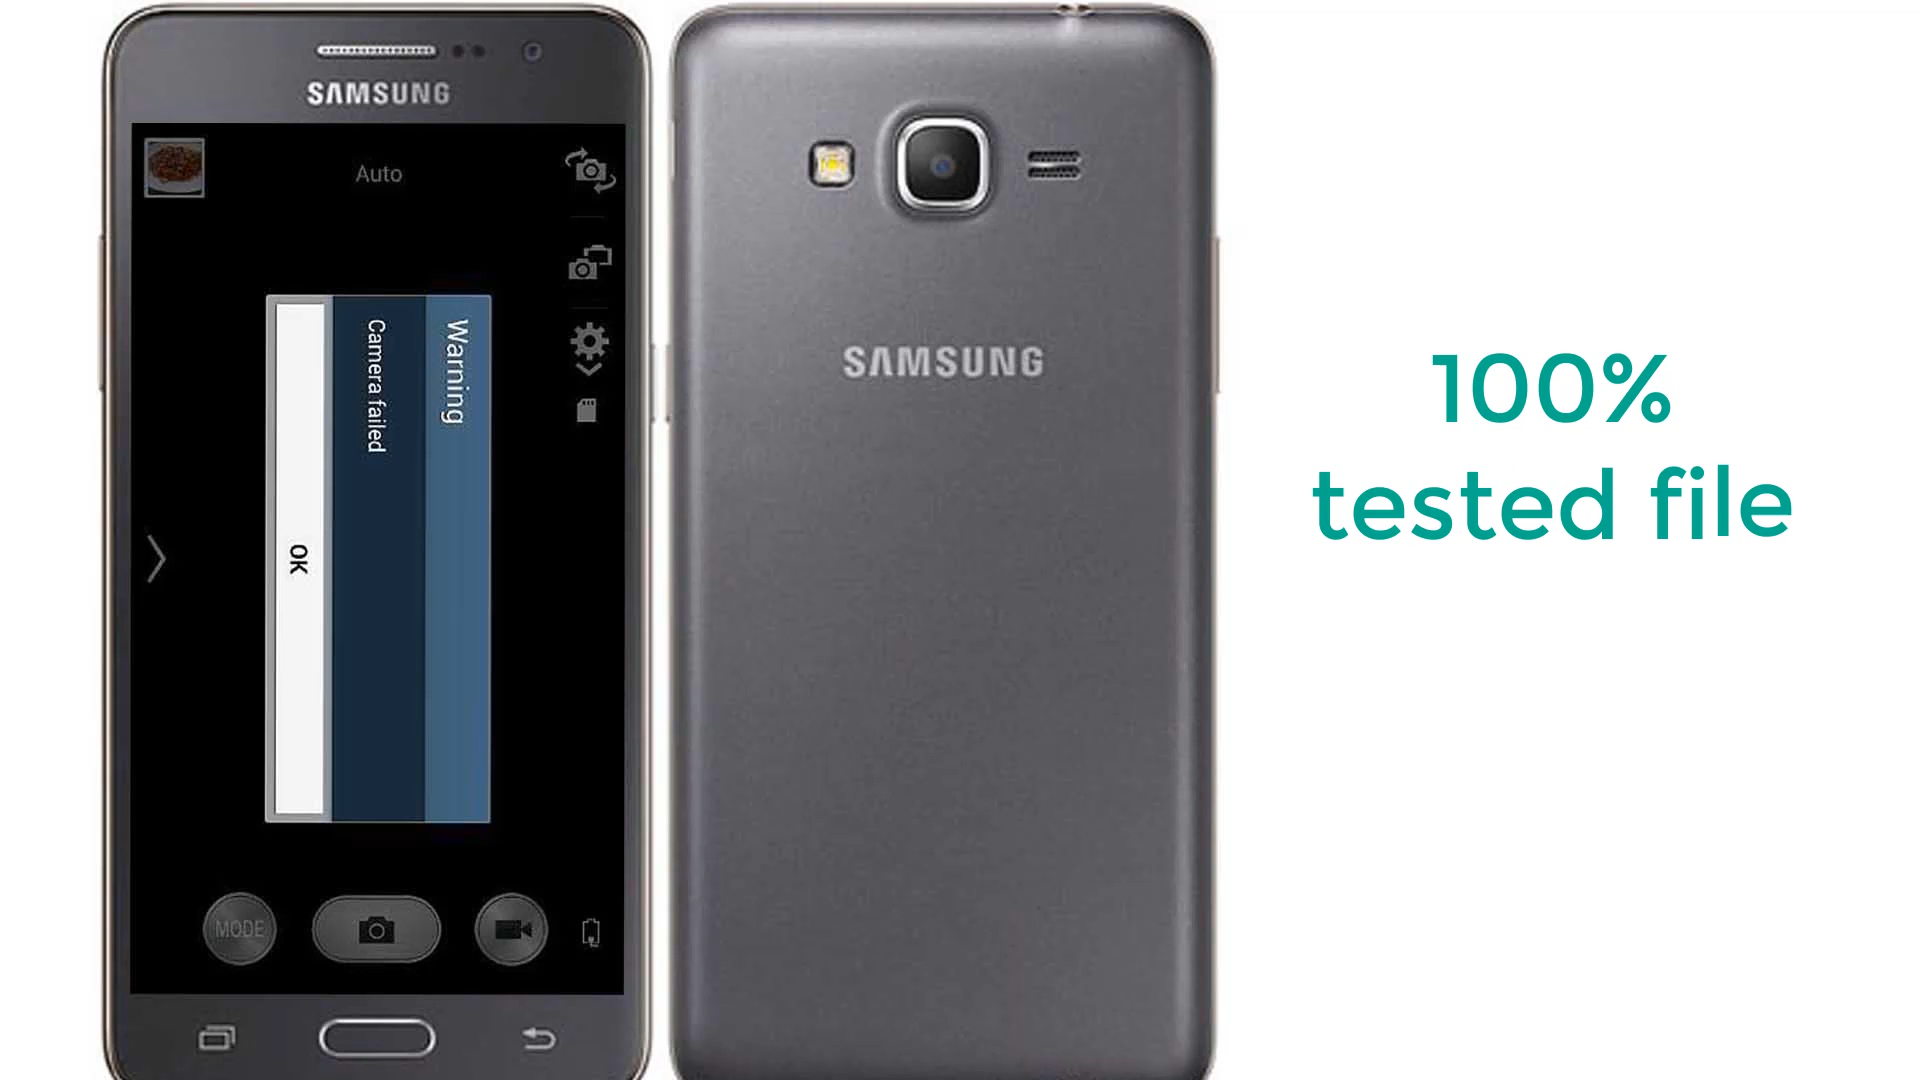 SAMSUNG
Auto
Warning
Camera failed
OK
MODE
SAMSUNG
100%
tested file